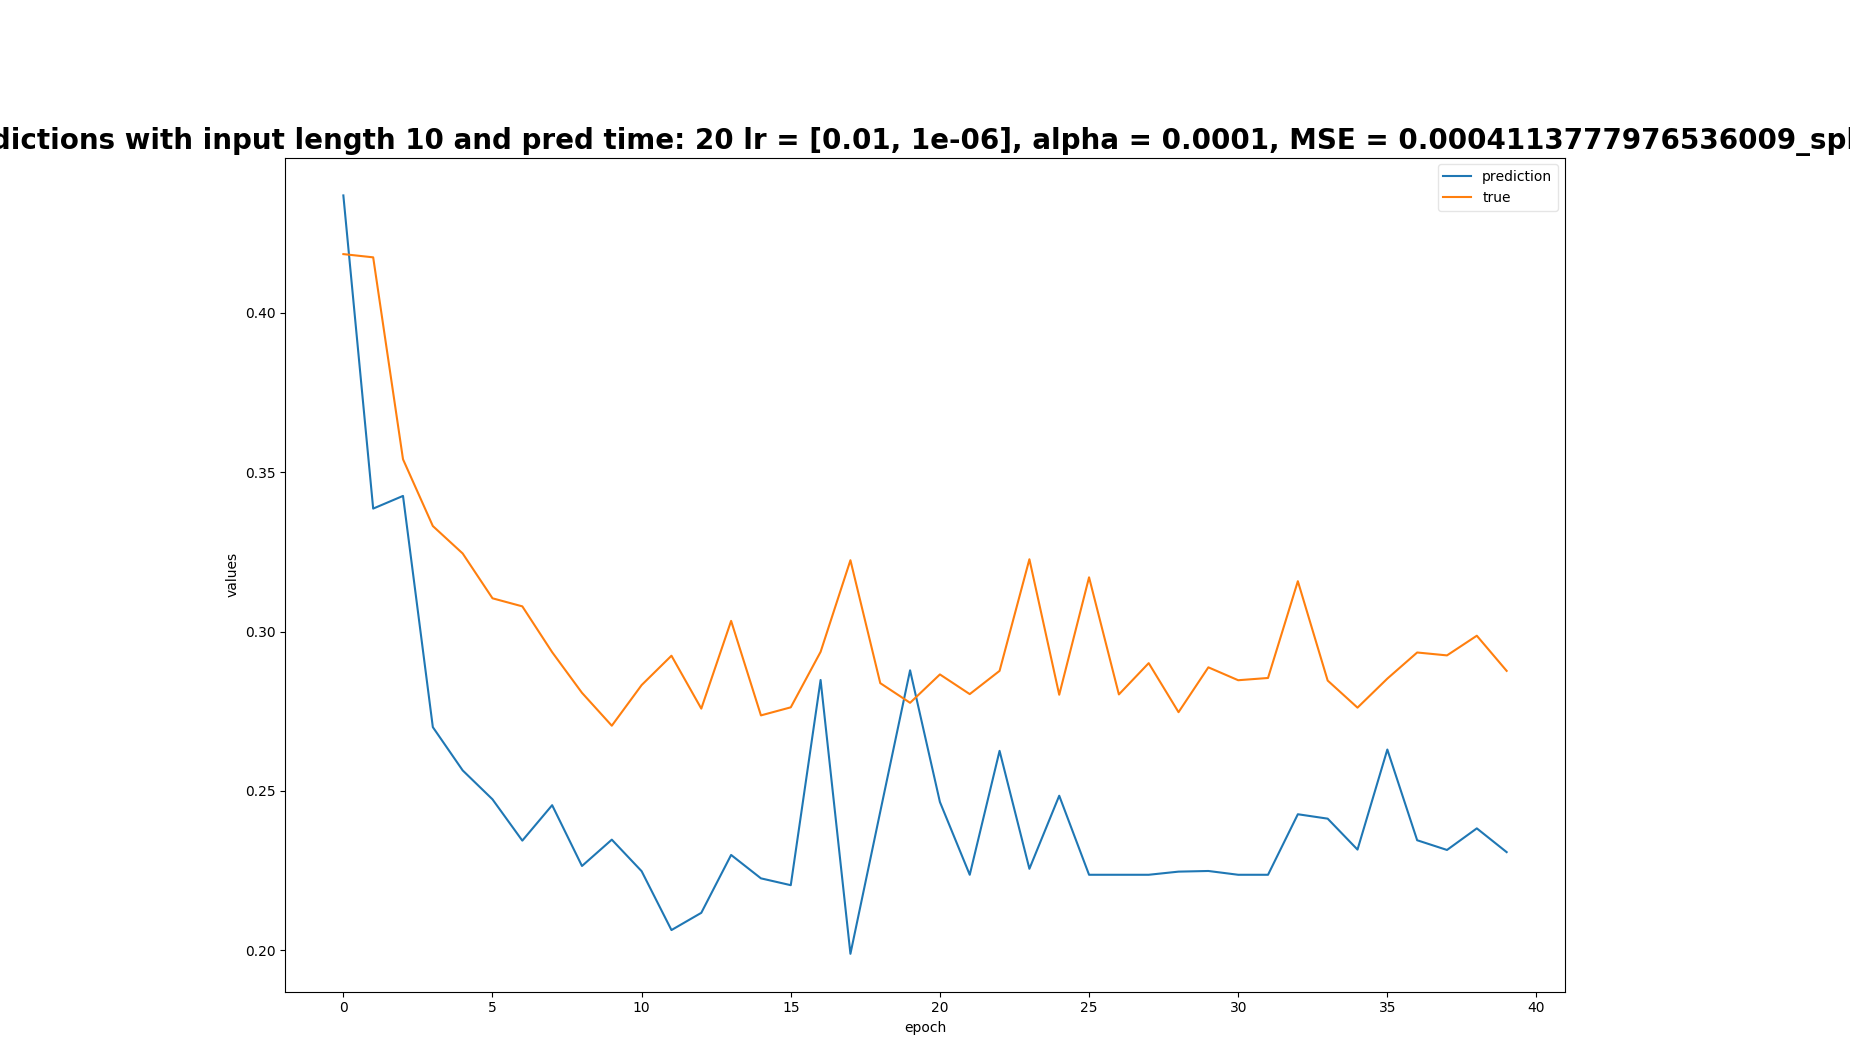 dictions with input length 10 and pred time: 20 lr = [0.01, 1e-06], alpha = 0.0001, MSE = 0.0004113777976536009_spl
prediction
true
0.40
0.35
0.30
0.25
0.20
values
0 5 10 15 20 25 30 35 40
epoch